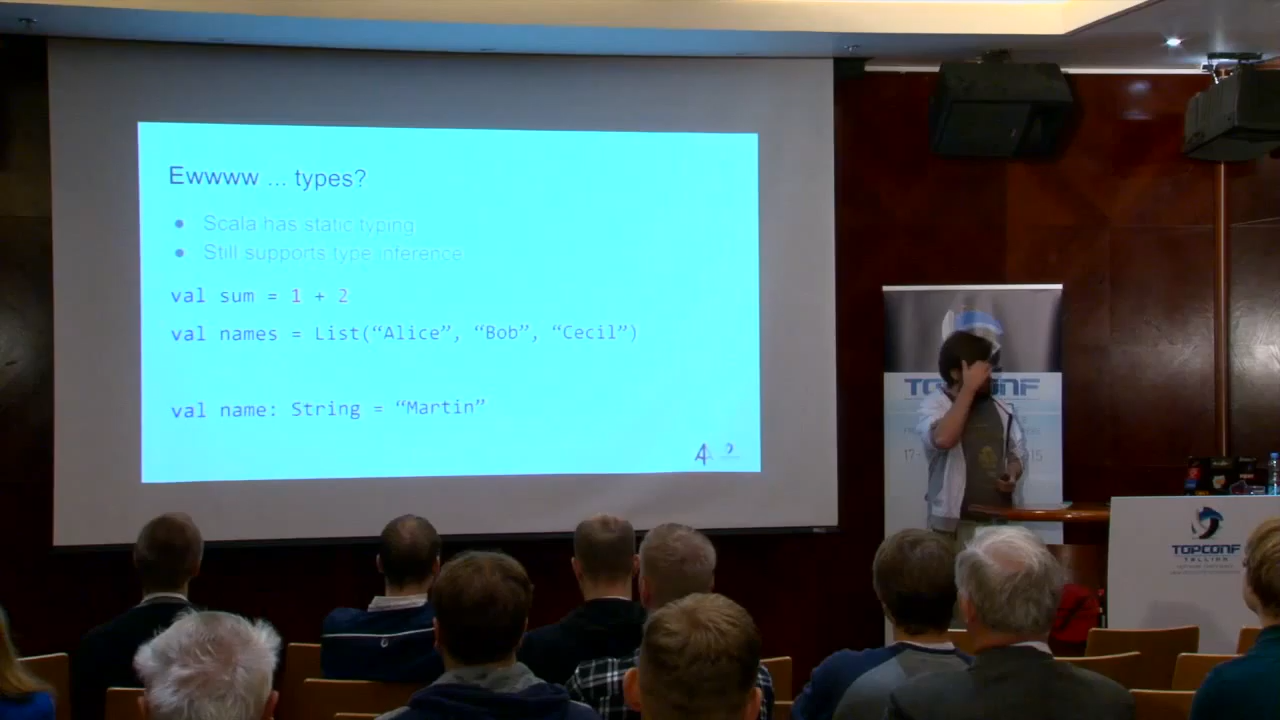 Ewwww ... types?
● Scala has static typing
● Still supports type inference
val sum = 1 + 2
val names = List(“Alice”, “Bob”, “Cecil”)
val name: String = “Martin”
TOPCONF
TALLINN